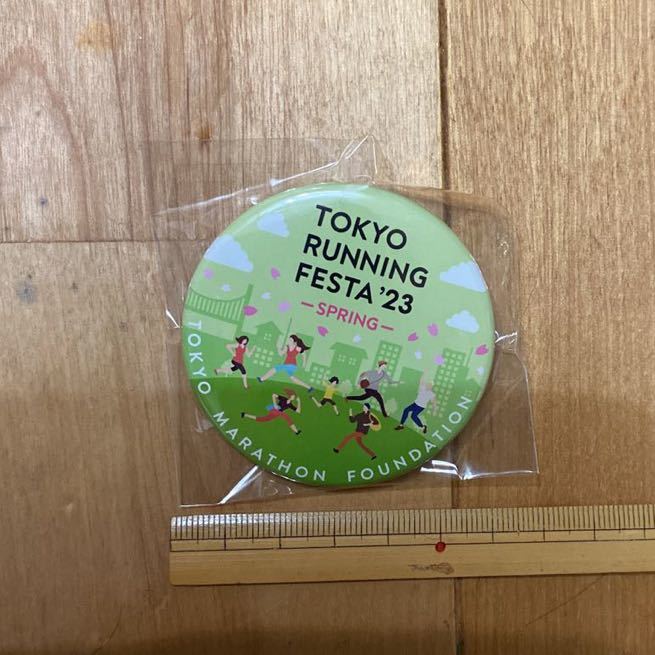 TOKYO
RUNNING
FESTA '23
—SPRING—
TOKYO MARATHON FOUNDATION